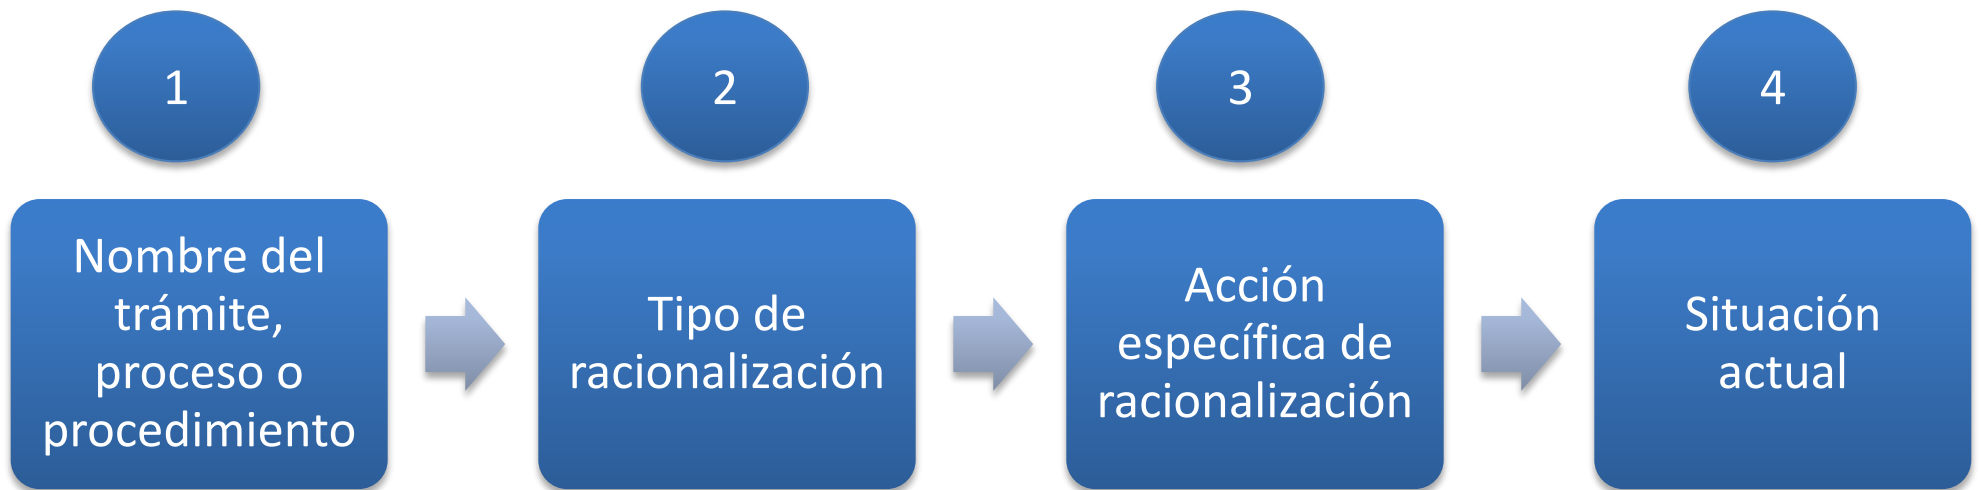 1
Nombre del
trámite,
proceso o
procedimiento
2
Tipo de
racionalización
3
Acción
específica de
racionalización
4
Situación
actual